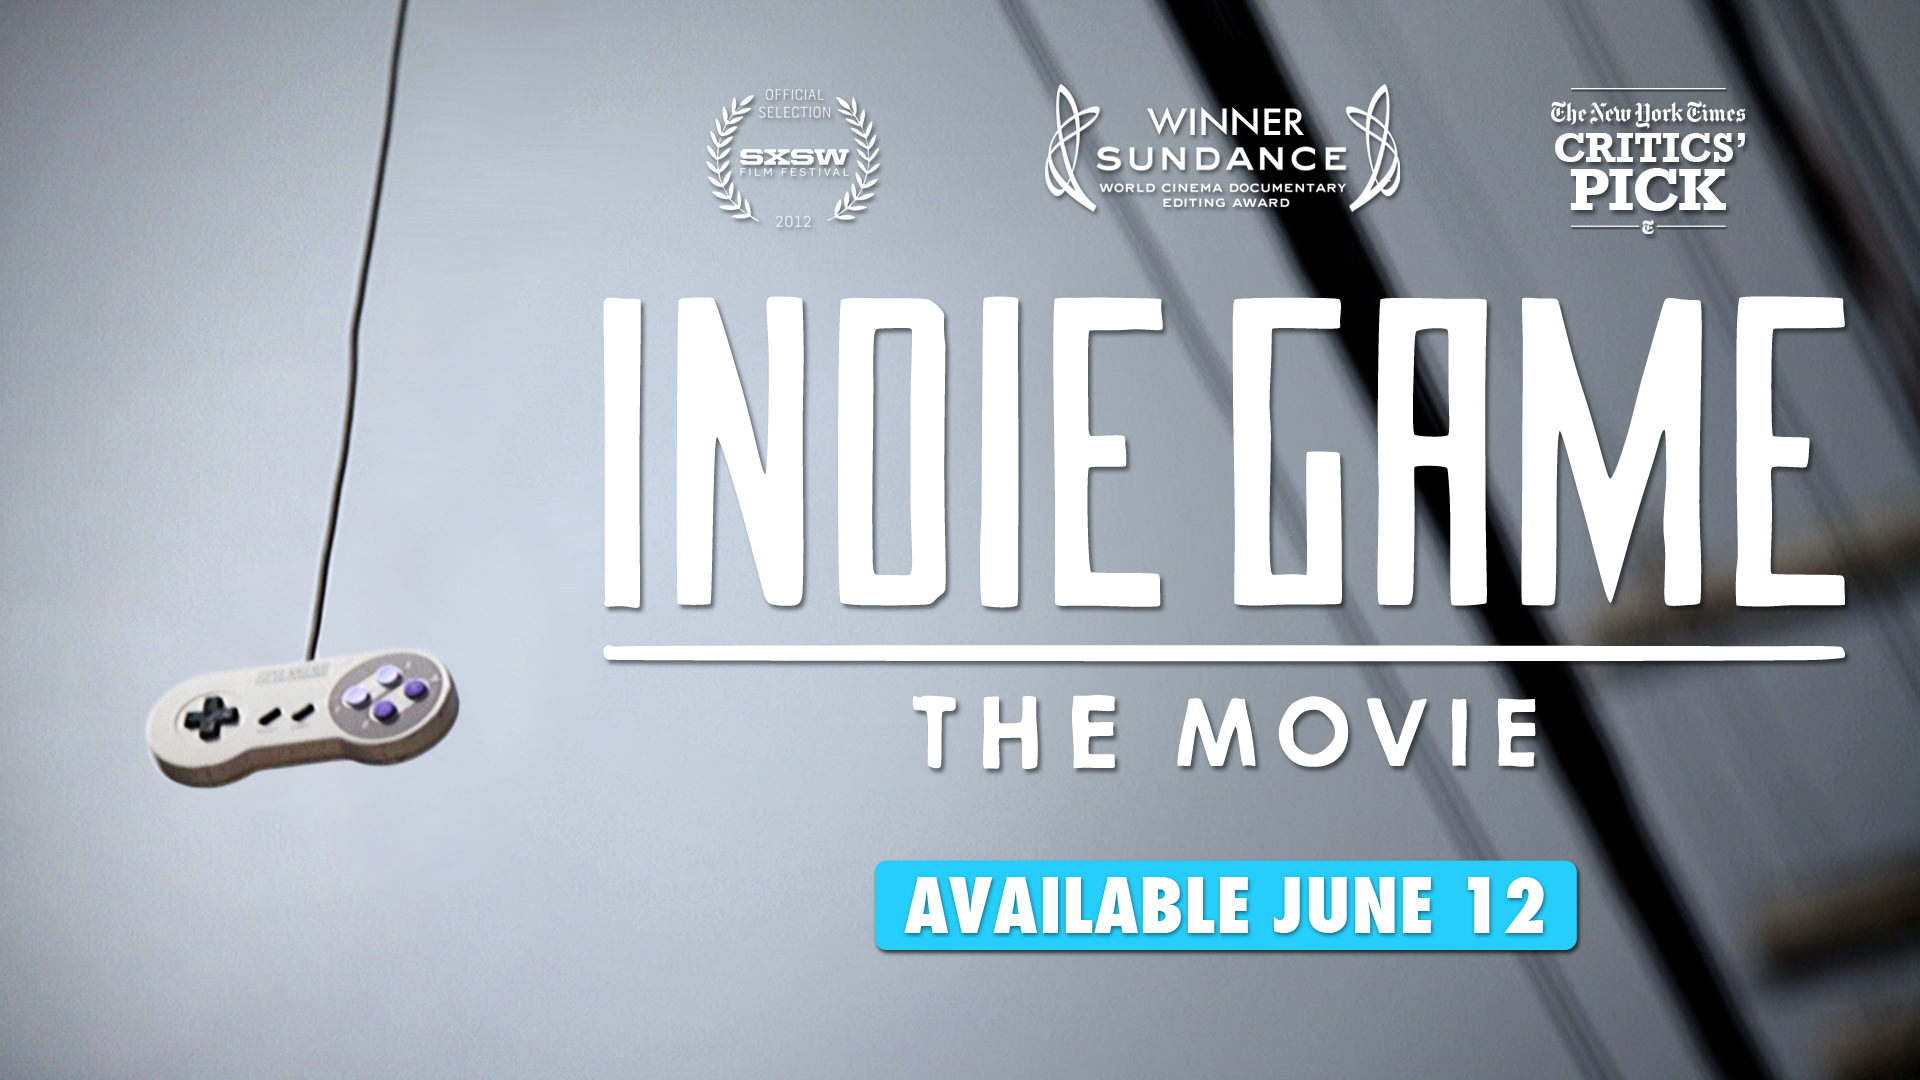 OFFICIAL
SELECTION
SXSW
FILM FESTIVAL
2012
WINNER
SUNDANCE
WORLD CINEMA DOCUMENTARY
EDITING AWARD
The New York Times
CRITICS'
PICK
INDIE GAME
THE MOVIE
AVAILABLE JUNE 12